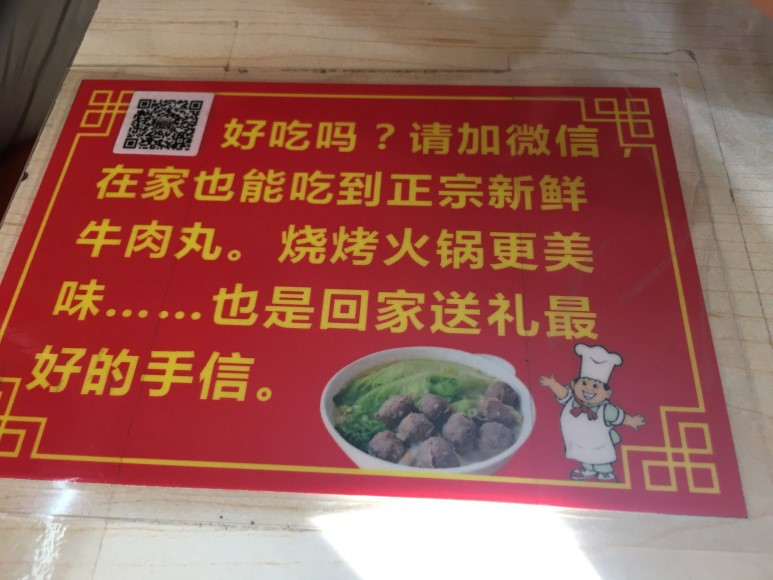 好吃吗？请加微信，
在家也能吃到正宗新鲜
牛肉丸。烧烤火锅更美
味……也是回家送礼最
好的手信。